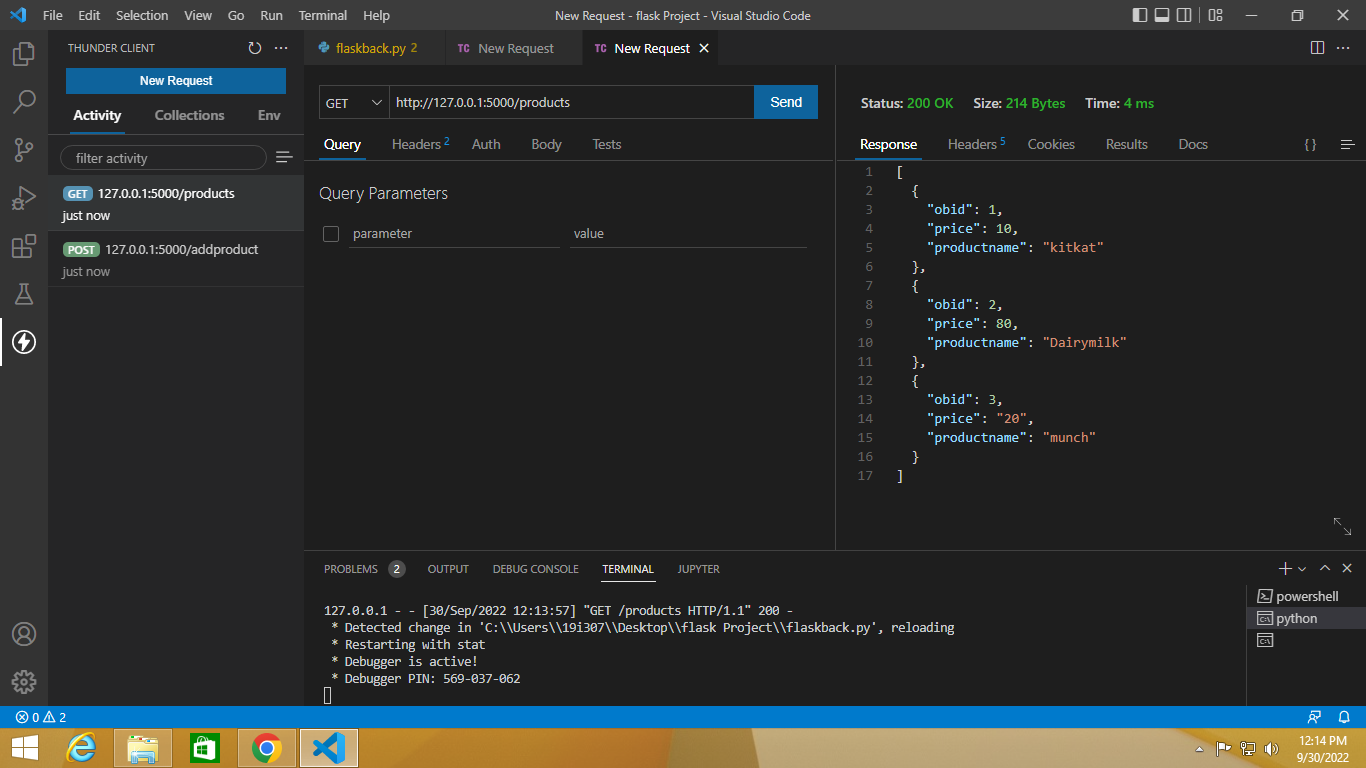 File Edit Selection View Go Run Terminal Help New Request - flask Project - Visual Studio Code
THUNDER CLIENT
New Request
Activity Collections Env
filter activity
GET 127.0.0.1:5000/products
just now
POST 127.0.0.1:5000/addproduct
just now
flaskback.py 2 TC New Request TC New Request
GET http://127.0.0.1:5000/products Send
Query Headers 2 Auth Body Tests
Query Parameters
parameter value
Status: 200 OK Size: 214 Bytes Time: 4 ms
Response Headers 5 Cookies Results Docs { }
1 [
2 {
3 "obid": 1,
4 "price": 10,
5 "productname": "kitkat"
6 },
7 {
8 "obid": 2,
9 "price": 80,
10 "productname": "Dairymilk"
11 },
12 {
13 "obid": 3,
14 "price": "20",
15 "productname": "munch"
16 }
17 ]
PROBLEMS 2 OUTPUT DEBUG CONSOLE TERMINAL JUPYTER
127.0.0.1 - - [30/Sep/2022 12:13:57] "GET /products HTTP/1.1" 200 -
* Detected change in 'C:\\Users\\19i307\\Desktop\\flask Project\\flaskback.py', reloading
* Restarting with stat
* Debugger is active!
* Debugger PIN: 569-037-062
powershell
python
0 2
12:14 PM
9/30/2022